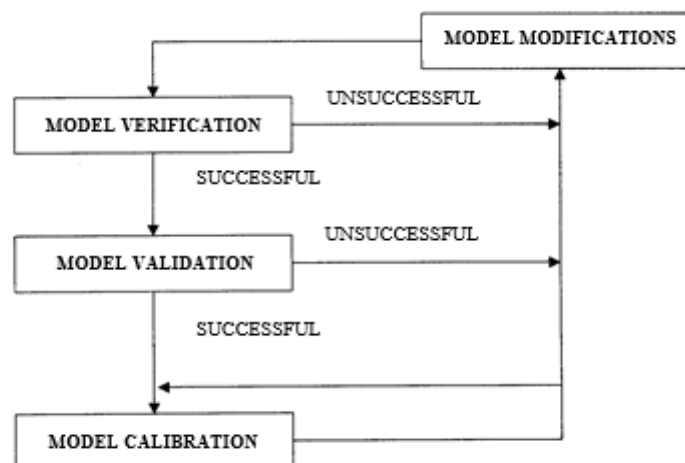 MODEL MODIFICATIONS
UNSUCCESSFUL
MODEL VERIFICATION
SUCCESSFUL
UNSUCCESSFUL
MODEL VALIDATION
SUCCESSFUL
MODEL CALIBRATION